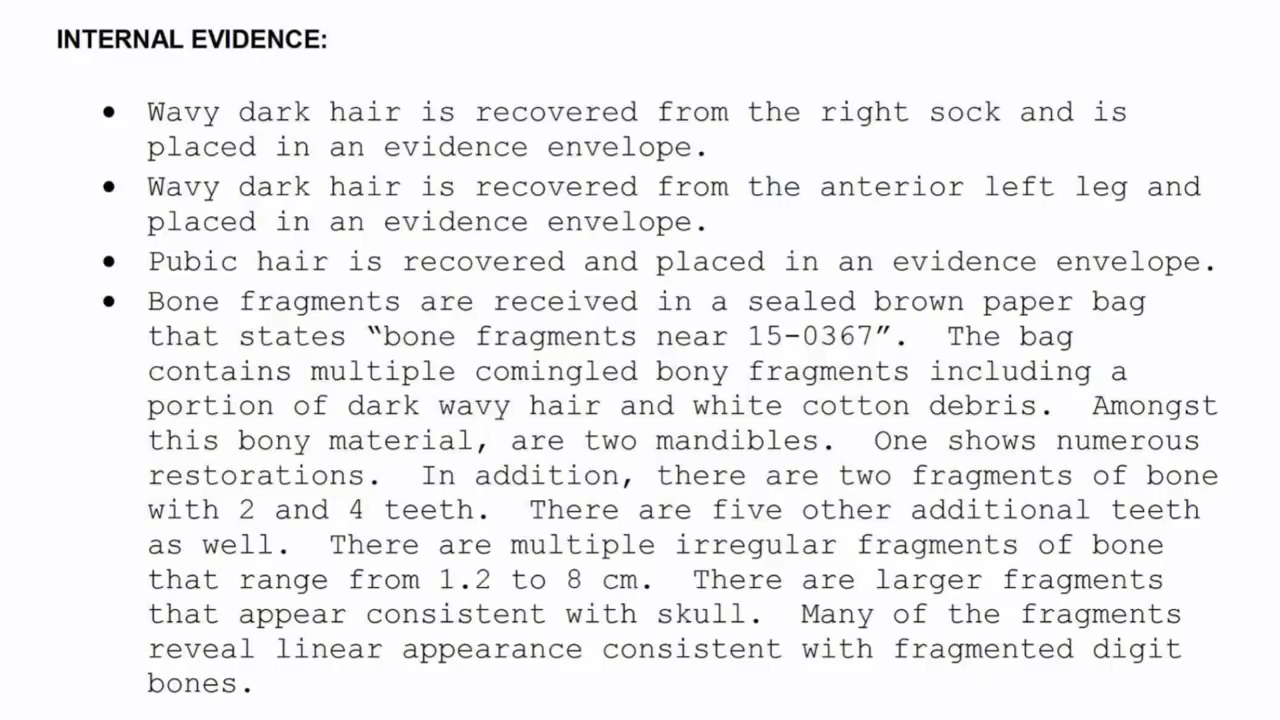 INTERNAL EVIDENCE:
• Wavy dark hair is recovered from the right sock and is
placed in an evidence envelope.
• Wavy dark hair is recovered from the anterior left leg and
placed in an evidence envelope.
• Pubic hair is recovered and placed in an evidence envelope.
• Bone fragments are received in a sealed brown paper bag
that states “bone fragments near 15-0367”.  The bag
contains multiple comingled bony fragments including a
portion of dark wavy hair and white cotton debris.  Amongst
this bony material, are two mandibles.  One shows numerous
restorations.  In addition, there are two fragments of bone
with 2 and 4 teeth.  There are five other additional teeth
as well.  There are multiple irregular fragments of bone
that range from 1.2 to 8 cm.  There are larger fragments
that appear consistent with skull.  Many of the fragments
reveal linear appearance consistent with fragmented digit
bones.